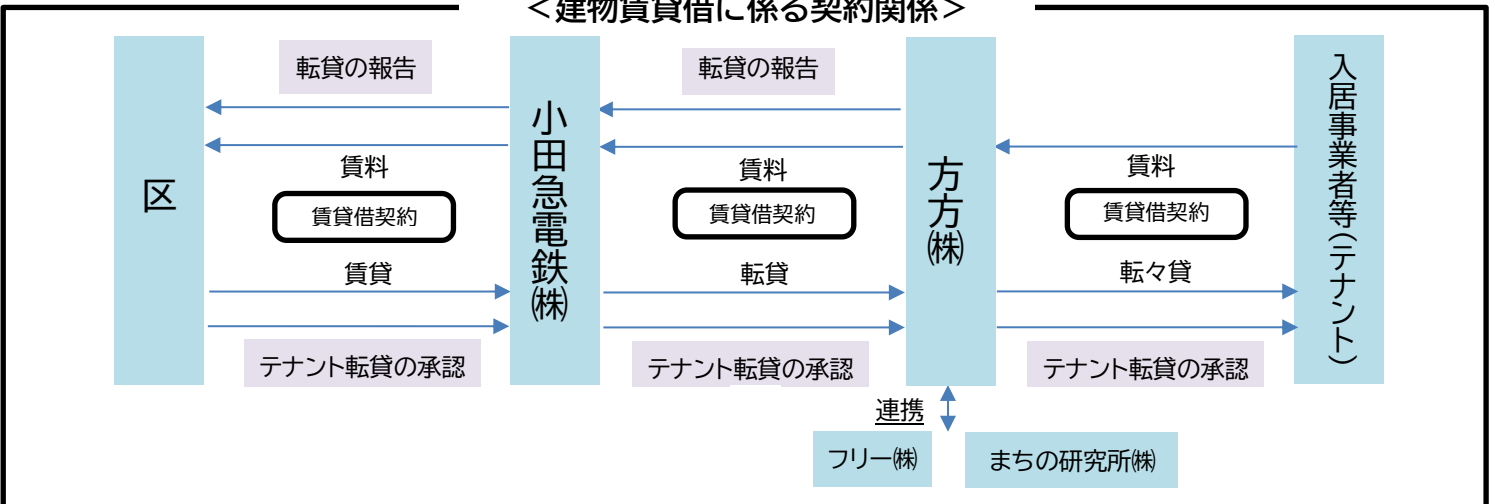 ＜建物賃貸借に係る契約関係＞
転貸の報告
転貸の報告
区
小田急電鉄㈱
方方㈱
入居事業者等(テナント)
賃料
賃料
賃料
賃貸借契約
賃貸借契約
賃貸借契約
賃貸
転貸
転々貸
テナント転貸の承認
テナント転貸の承認
テナント転貸の承認
連携
フリー㈱
まちの研究所㈱